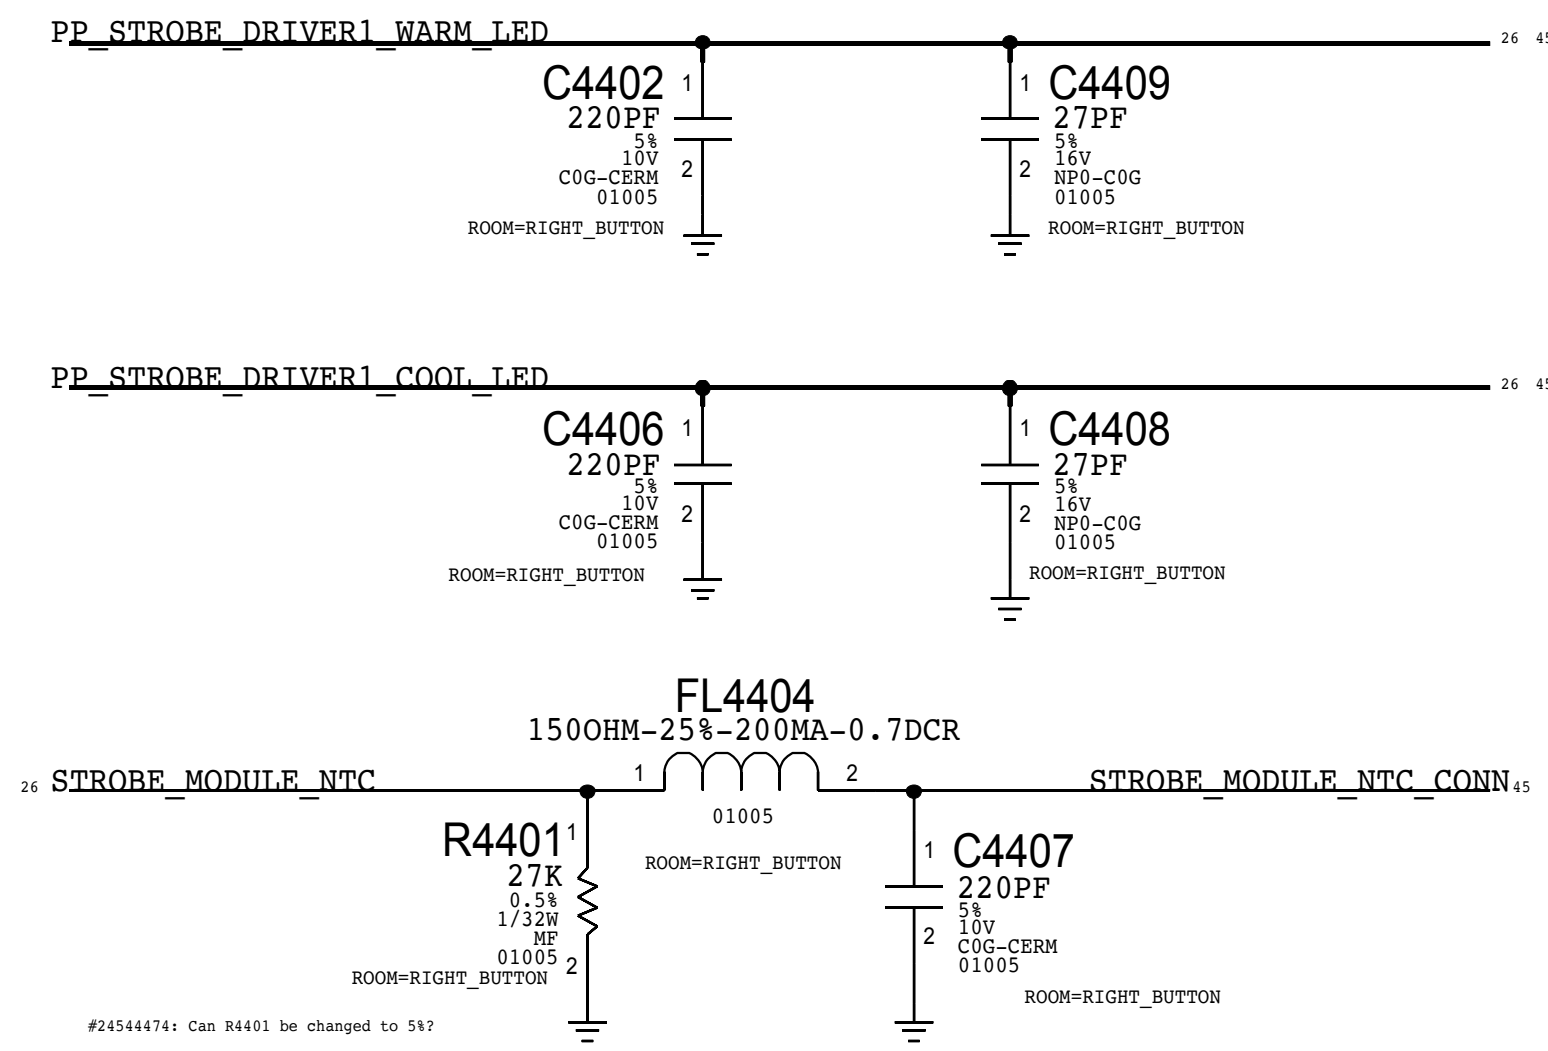 PP_STROBE_DRIVER1_WARM_LED
26 45
C4402 1
220PF
5%
10V
C0G-CERM 2
01005
ROOM=RIGHT_BUTTON
1 C4409
27PF
5%
16V
2 NP0-C0G
01005
ROOM=RIGHT_BUTTON
PP_STROBE_DRIVER1_COOL_LED
26 45
C4406 1
220PF
5%
10V
C0G-CERM 2
01005
ROOM=RIGHT_BUTTON
1 C4408
27PF
5%
16V
2 NP0-C0G
01005
ROOM=RIGHT_BUTTON
FL4404
150OHM-25%-200MA-0.7DCR
26 STROBE_MODULE_NTC
1 2
STROBE_MODULE_NTC_CONN 45
01005
ROOM=RIGHT_BUTTON
R4401 1
27K
0.5%
1/32W
MF
01005 2
ROOM=RIGHT_BUTTON
1 C4407
220PF
5%
2 10V
C0G-CERM
01005
ROOM=RIGHT_BUTTON
#24544474: Can R4401 be changed to 5%?